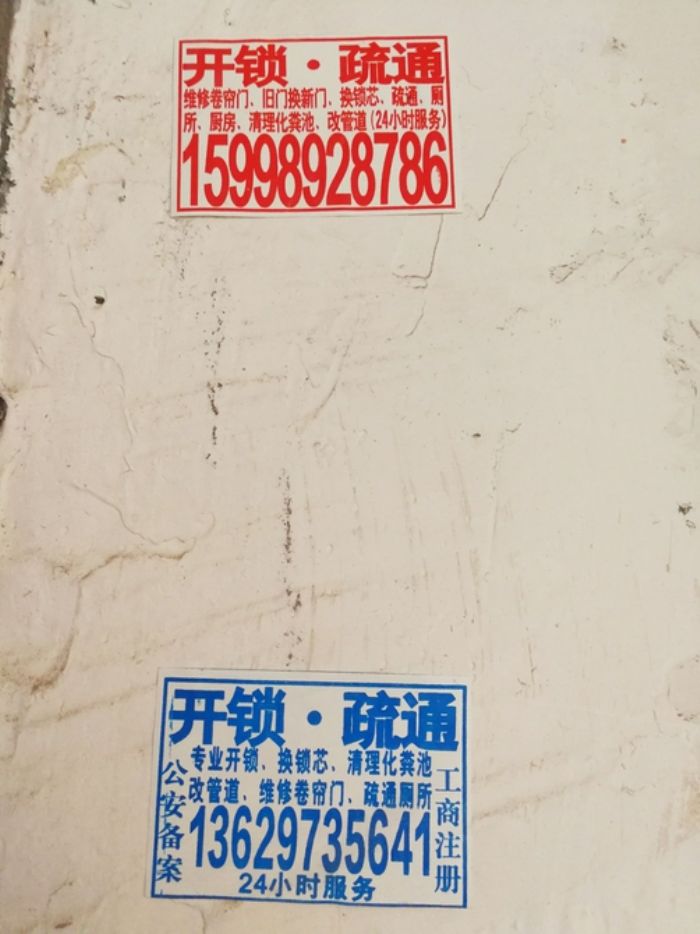 开锁·疏通
维修卷帘门、旧门换新门、换锁芯、疏通、厕
所、厨房、清理化粪池、改管道(24小时服务)
15998928786
开锁·疏通
专业开锁、换锁芯、清理化粪池
改管道、维修卷帘门、疏通厕所
公安备案
13629735641
工商注册
24小时服务